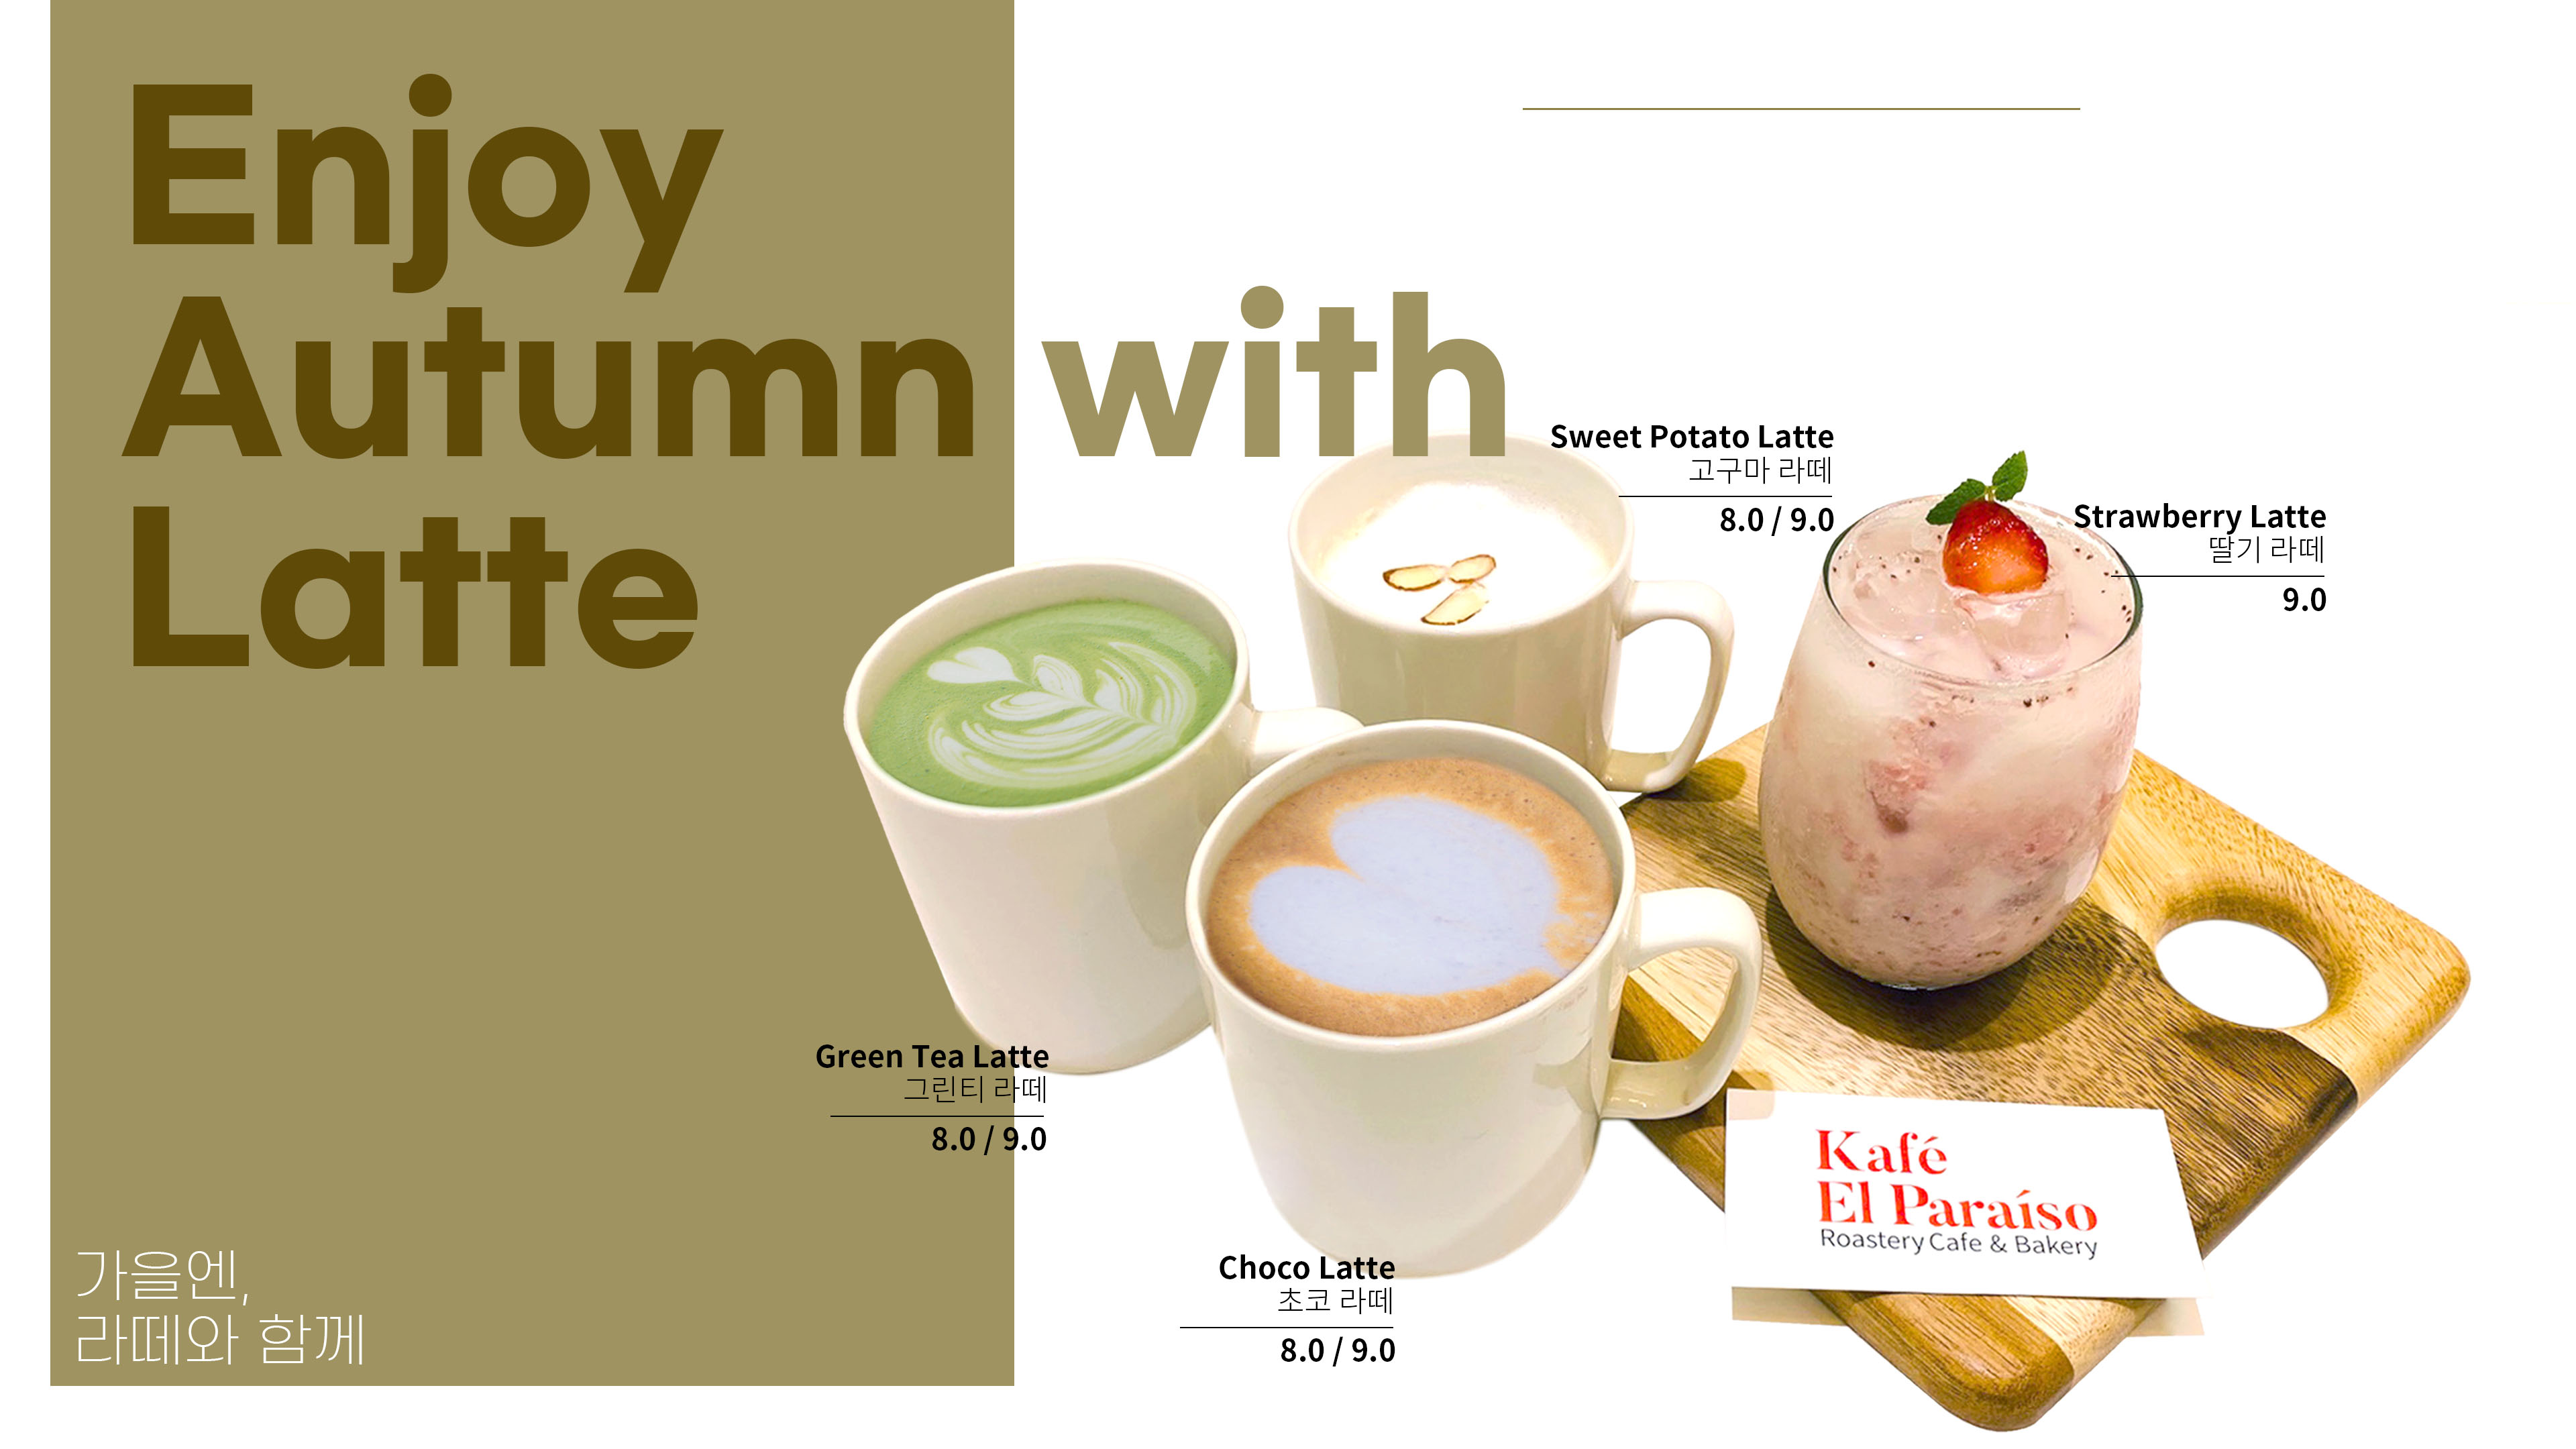 Enjoy
Autumn with
Latte
Sweet Potato Latte
고구마 라떼
8.0 / 9.0
Strawberry Latte
딸기 라떼
9.0
Green Tea Latte
그린티 라떼
8.0 / 9.0
Choco Latte
초코 라떼
8.0 / 9.0
Kafé
El Paraíso
Roastery Cafe & Bakery
가을엔,
라떼와 함께